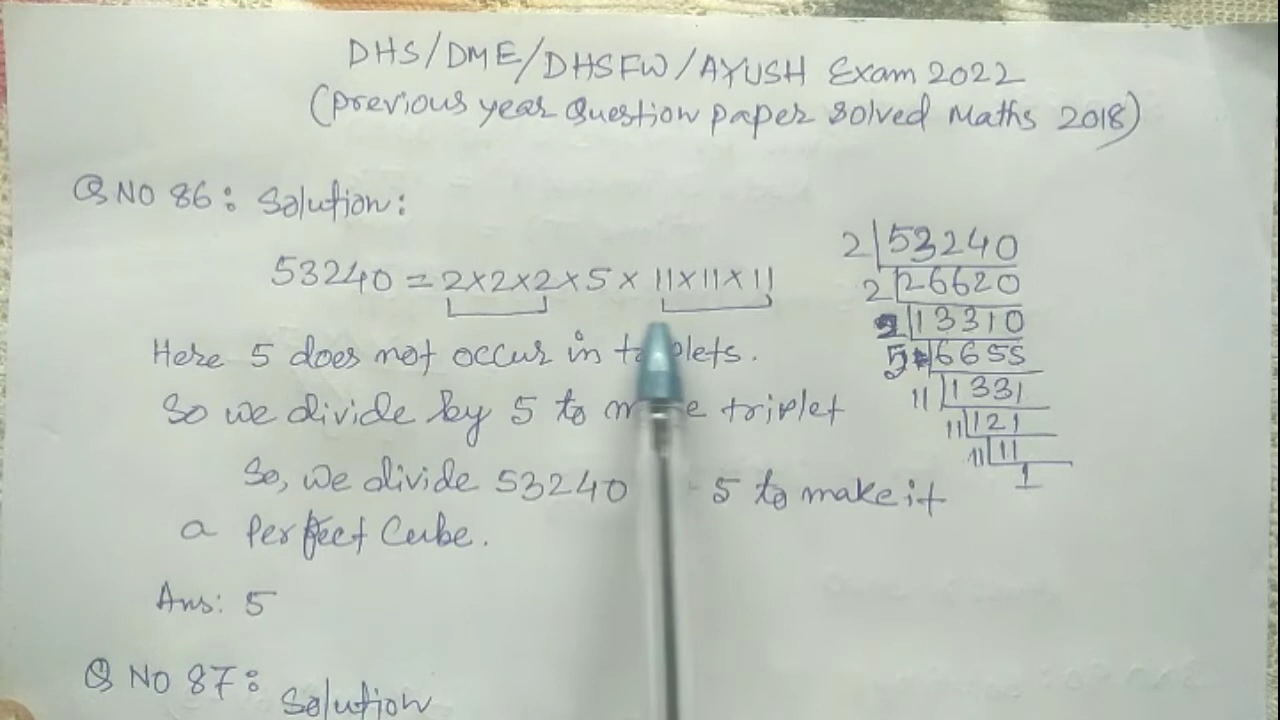 DHS/DME/DHSFW/AYUSH Exam 2022
(Previous year Question paper solved Maths 2018)
Q NO 86: Solution:
53240 = 2×2×2×5×11×11×11
Here 5 does not occur in plets.
So we divide by 5 to e triplet
So, we divide 53240 5 to make it
a Perfect Cube.
Ans: 5
Q NO 87: Solution
2 53240
2 26620
2 13310
5 6655
11 1331
11 121
11 11
1